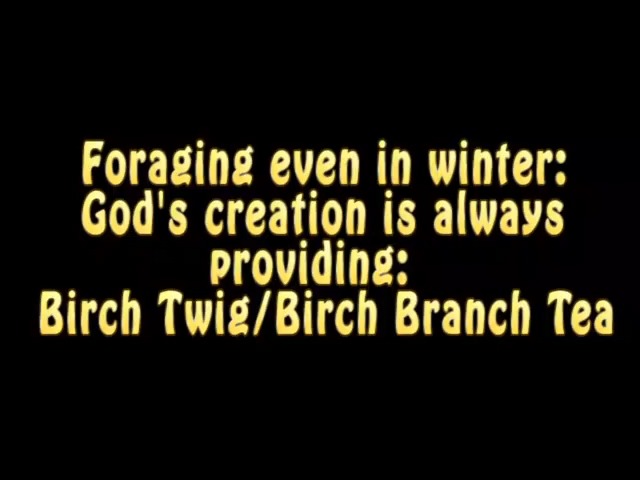 Foraging even in winter:
God's creation is always
providing:
Birch Twig/Birch Branch Tea